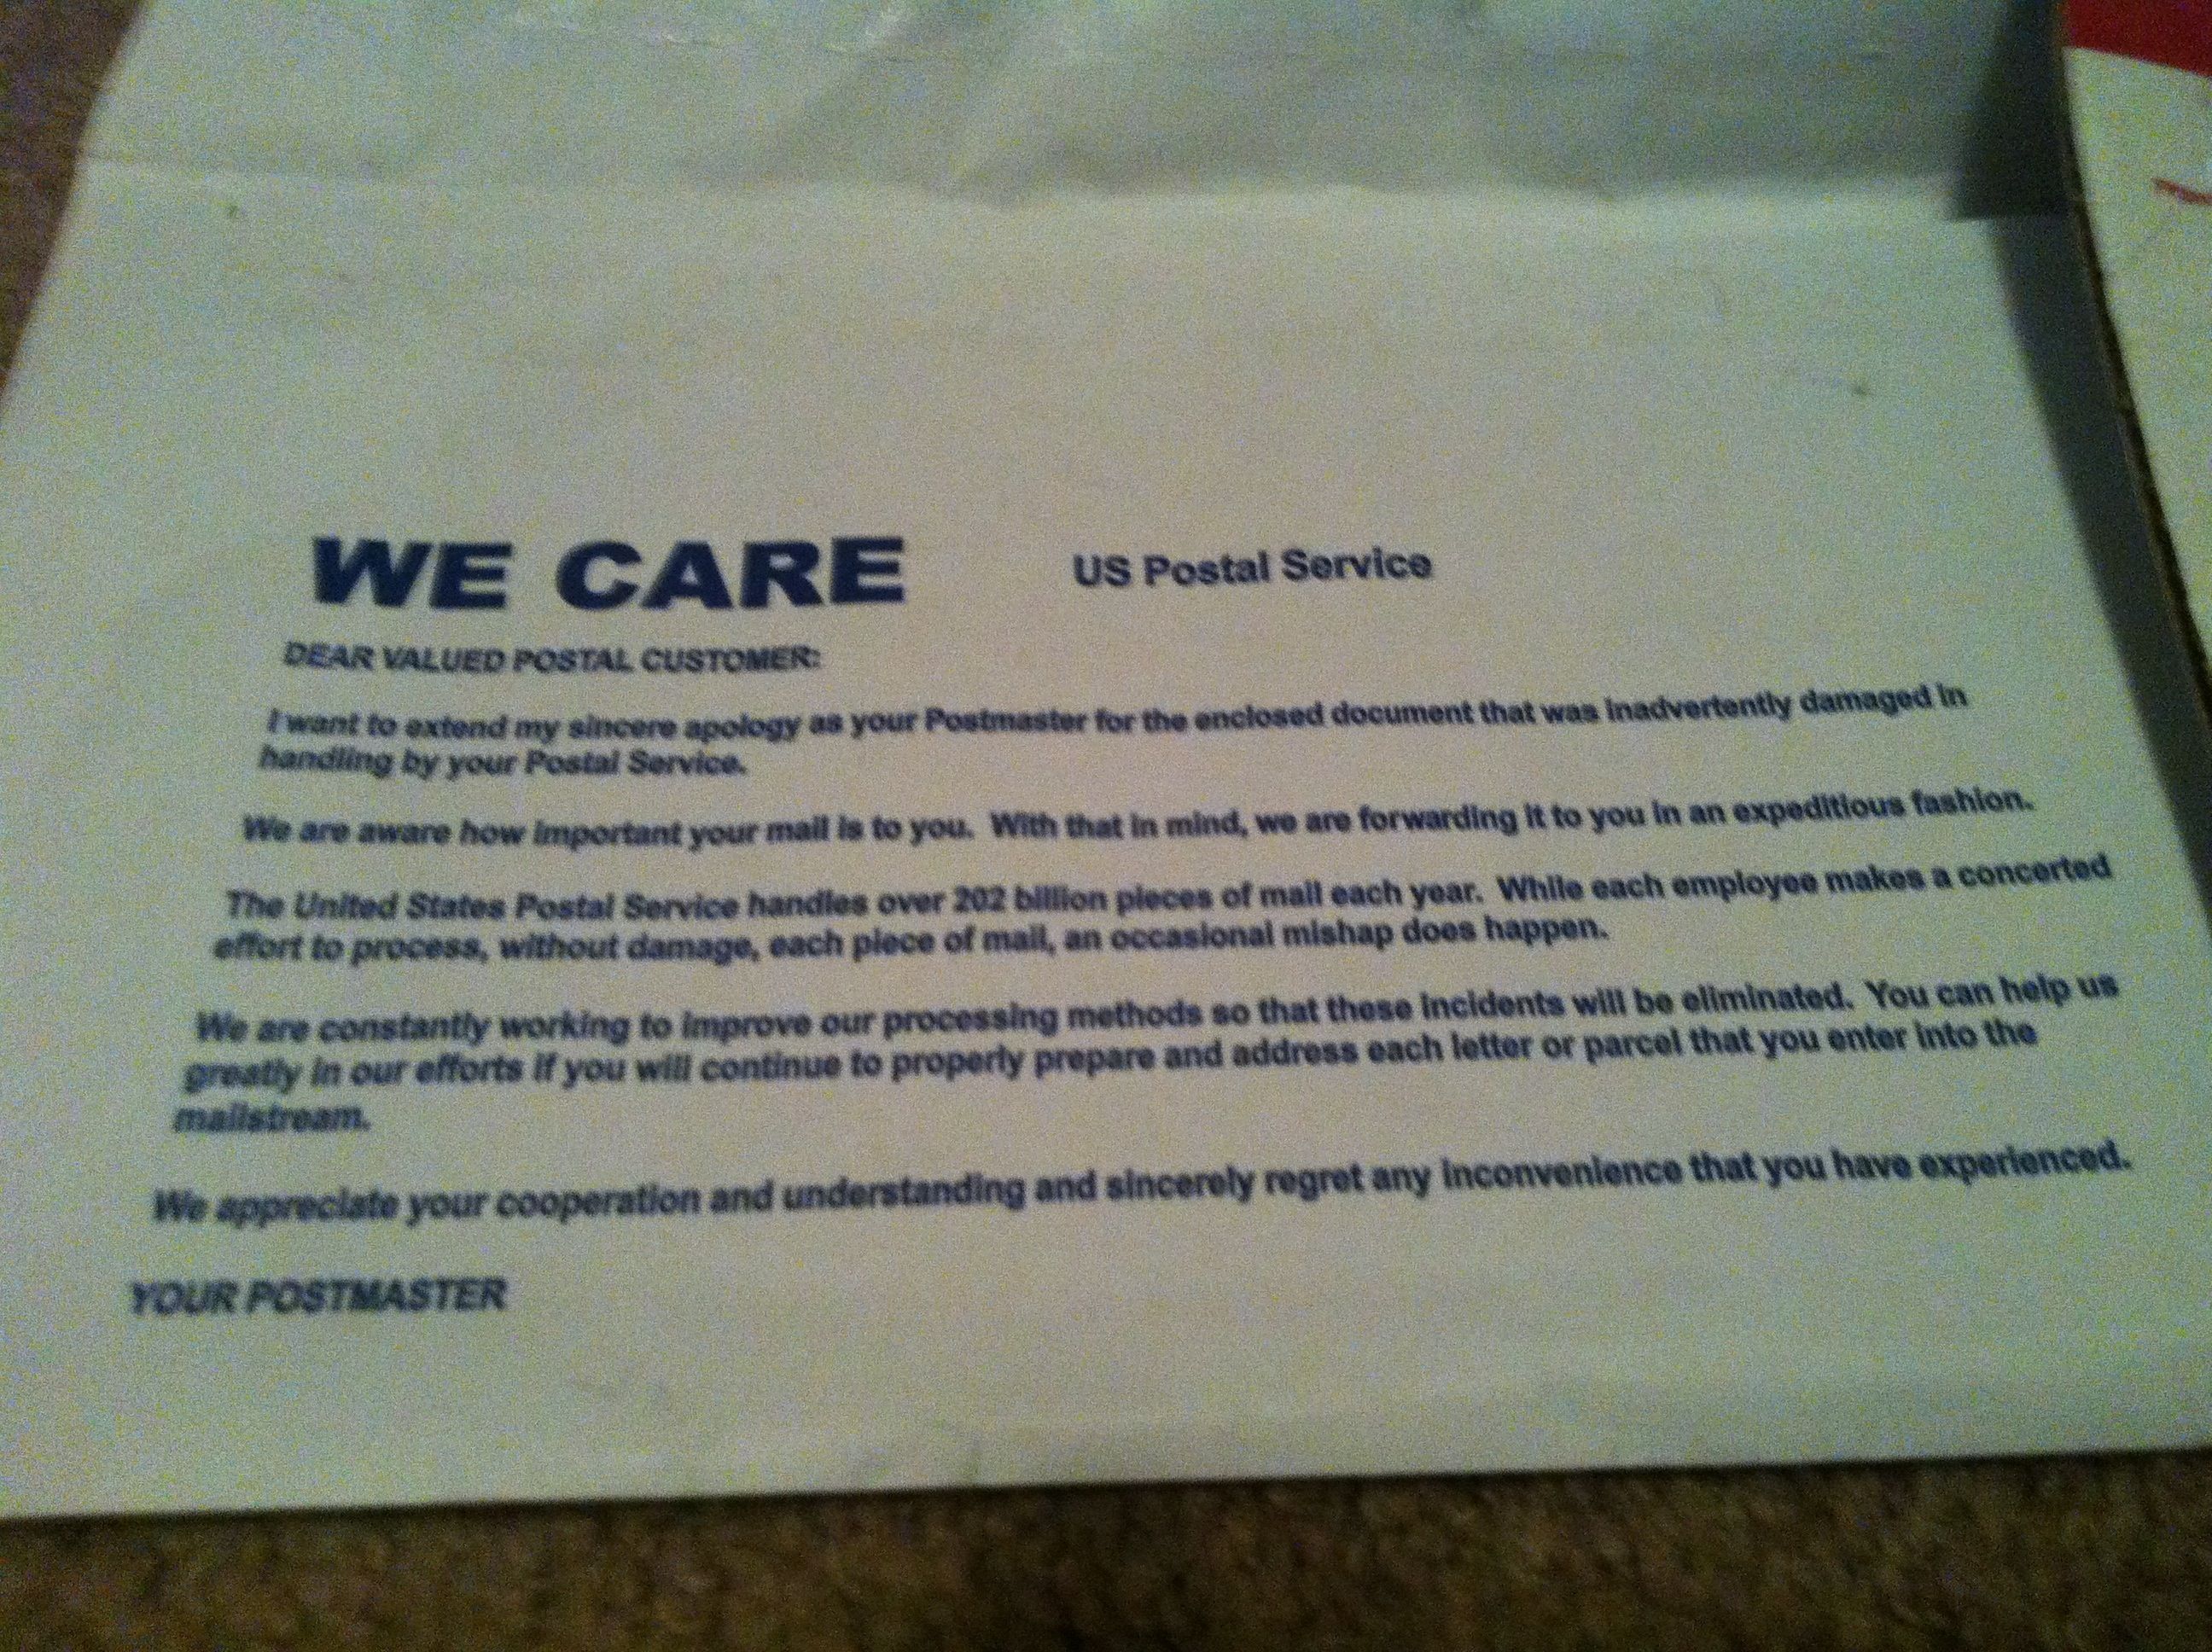 WE CARE US Postal Service
DEAR VALUED POSTAL CUSTOMER:
I want to extend my sincere apology as your Postmaster for the enclosed document that was inadvertently damaged in
handling by your Postal Service.
We are aware how important your mail is to you. With that in mind, we are forwarding it to you in an expeditious fashion.
The United States Postal Service handles over 202 billion pieces of mail each year. While each employee makes a concerted
effort to process, without damage, each piece of mail, an occasional mishap does happen.
We are constantly working to improve our processing methods so that these incidents will be eliminated. You can help us
greatly in our efforts if you will continue to properly prepare and address each letter or parcel that you enter into the
mailstream.
We appreciate your cooperation and understanding and sincerely regret any inconvenience that you have experienced.
YOUR POSTMASTER